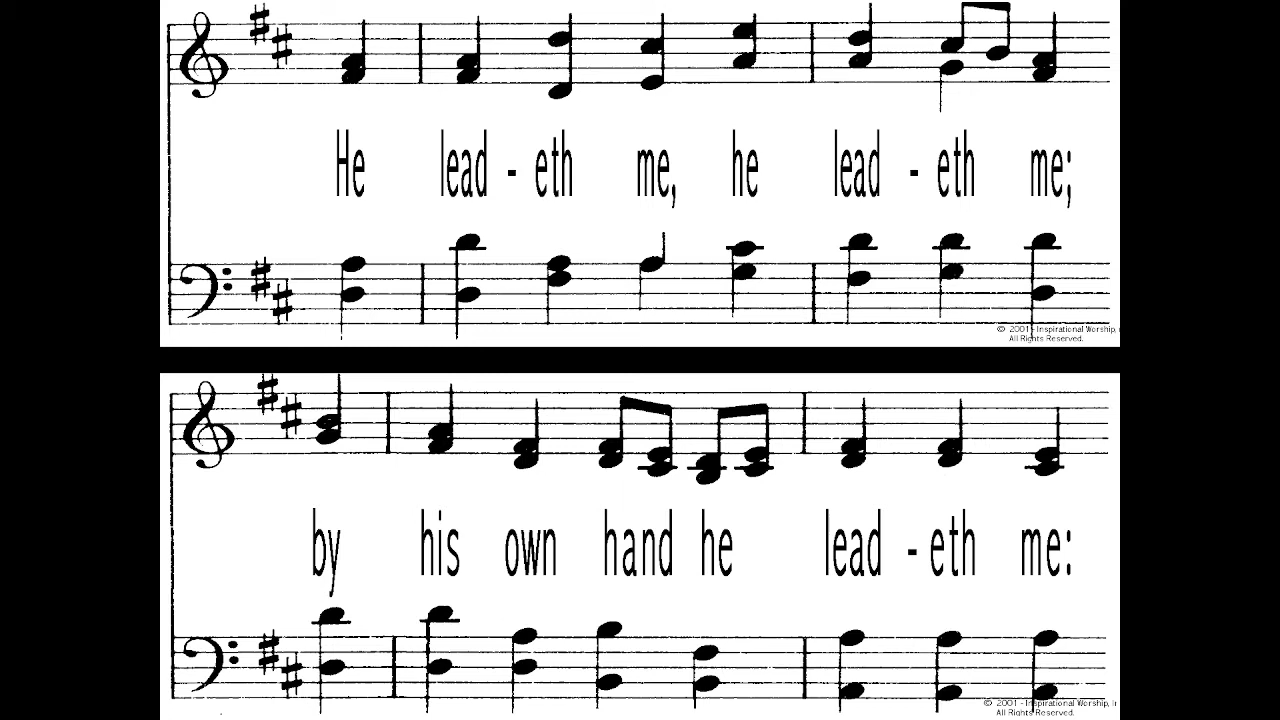 He lead - eth me, he lead - eth me;
© 2001 - Inspirational Worship,
All Rights Reserved.
by his own hand he lead - eth me:
© 2001 - Inspirational Worship,
All Rights Reserved.